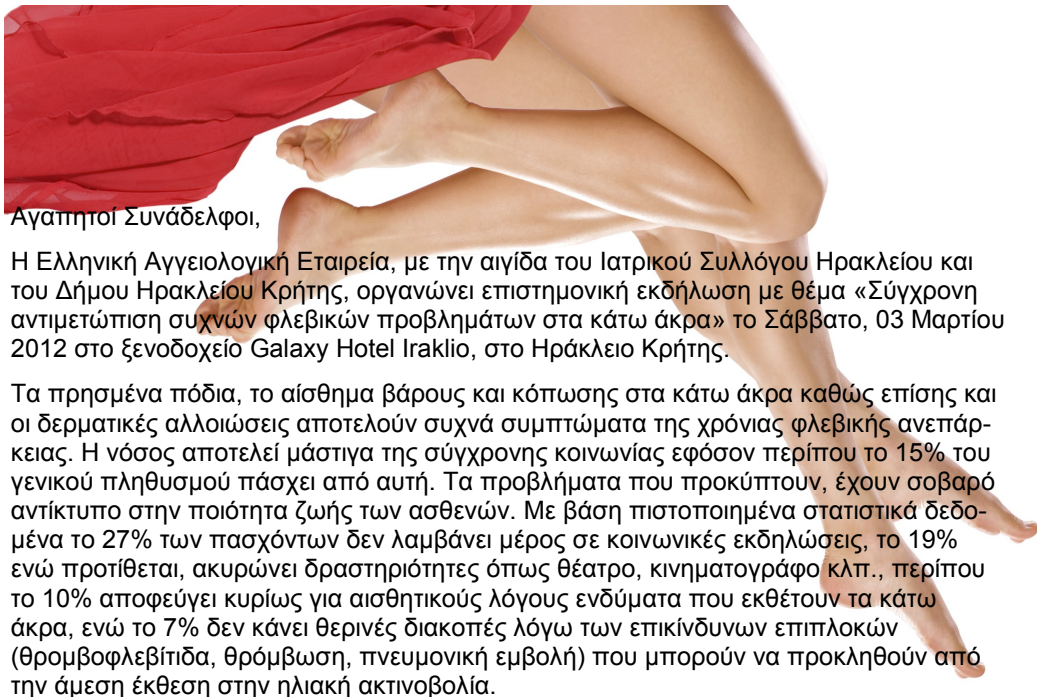 Αγαπητοί Συνάδελφοι,
Η Ελληνική Αγγειολογική Εταιρεία, με την αιγίδα του Ιατρικού Συλλόγου Ηρακλείου και
του Δήμου Ηρακλείου Κρήτης, οργανώνει επιστημονική εκδήλωση με θέμα «Σύγχρονη
αντιμετώπιση συχνών φλεβικών προβλημάτων στα κάτω άκρα» το Σάββατο, 03 Μαρτίου
2012 στο ξενοδοχείο Galaxy Hotel Iraklio, στο Ηράκλειο Κρήτης.
Τα πρησμένα πόδια, το αίσθημα βάρους και κόπωσης στα κάτω άκρα καθώς επίσης και
οι δερματικές αλλοιώσεις αποτελούν συχνά συμπτώματα της χρόνιας φλεβικής ανεπάρ-
κειας. Η νόσος αποτελεί μάστιγα της σύγχρονης κοινωνίας εφόσον περίπου το 15% του
γενικού πληθυσμού πάσχει από αυτή. Τα προβλήματα που προκύπτουν, έχουν σοβαρό
αντίκτυπο στην ποιότητα ζωής των ασθενών. Με βάση πιστοποιημένα στατιστικά δεδο-
μένα το 27% των πασχόντων δεν λαμβάνει μέρος σε κοινωνικές εκδηλώσεις, το 19%
ενώ προτίθεται, ακυρώνει δραστηριότητες όπως θέατρο, κινηματογράφο κλπ., περίπου
το 10% αποφεύγει κυρίως για αισθητικούς λόγους ενδύματα που εκθέτουν τα κάτω
άκρα, ενώ το 7% δεν κάνει θερινές διακοπές λόγω των επικίνδυνων επιπλοκών
(θρομβοφλεβίτιδα, θρόμβωση, πνευμονική εμβολή) που μπορούν να προκληθούν από
την άμεση έκθεση στην ηλιακή ακτινοβολία.